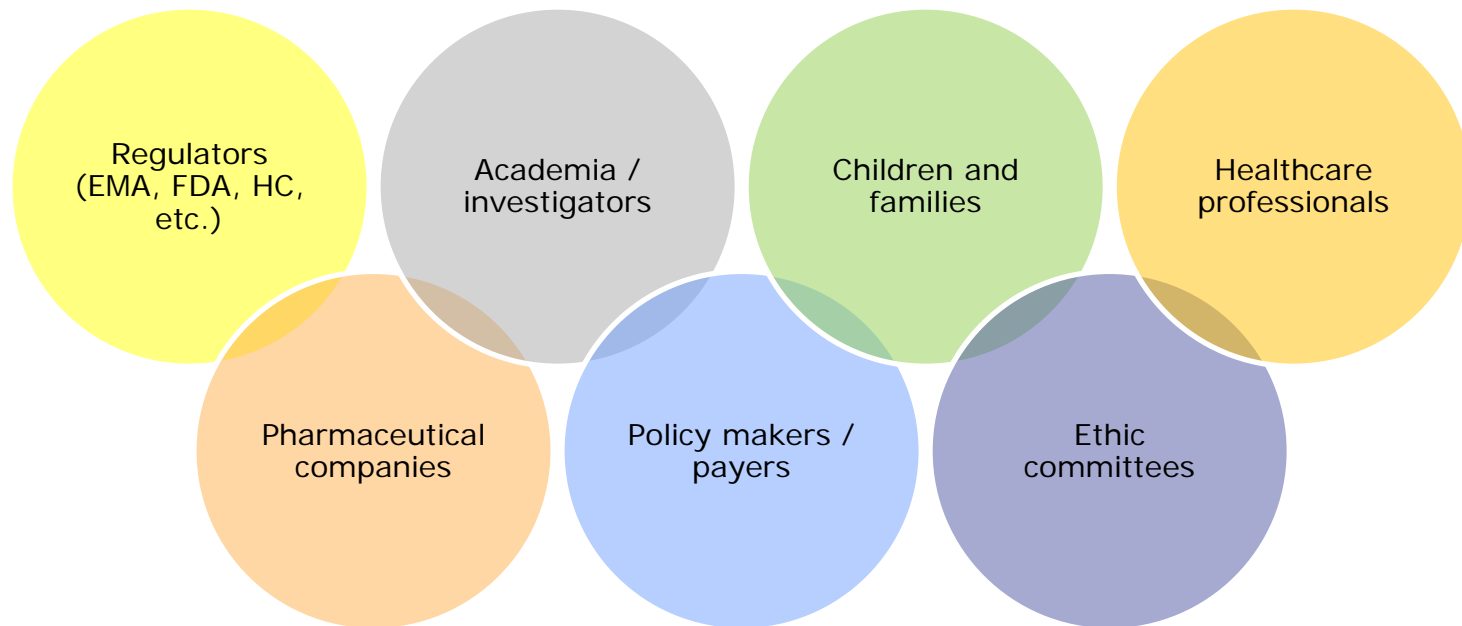 Regulators
(EMA, FDA, HC,
etc.)
Academia /
investigators
Children and
families
Healthcare
professionals
Pharmaceutical
companies
Policy makers /
payers
Ethic
committees